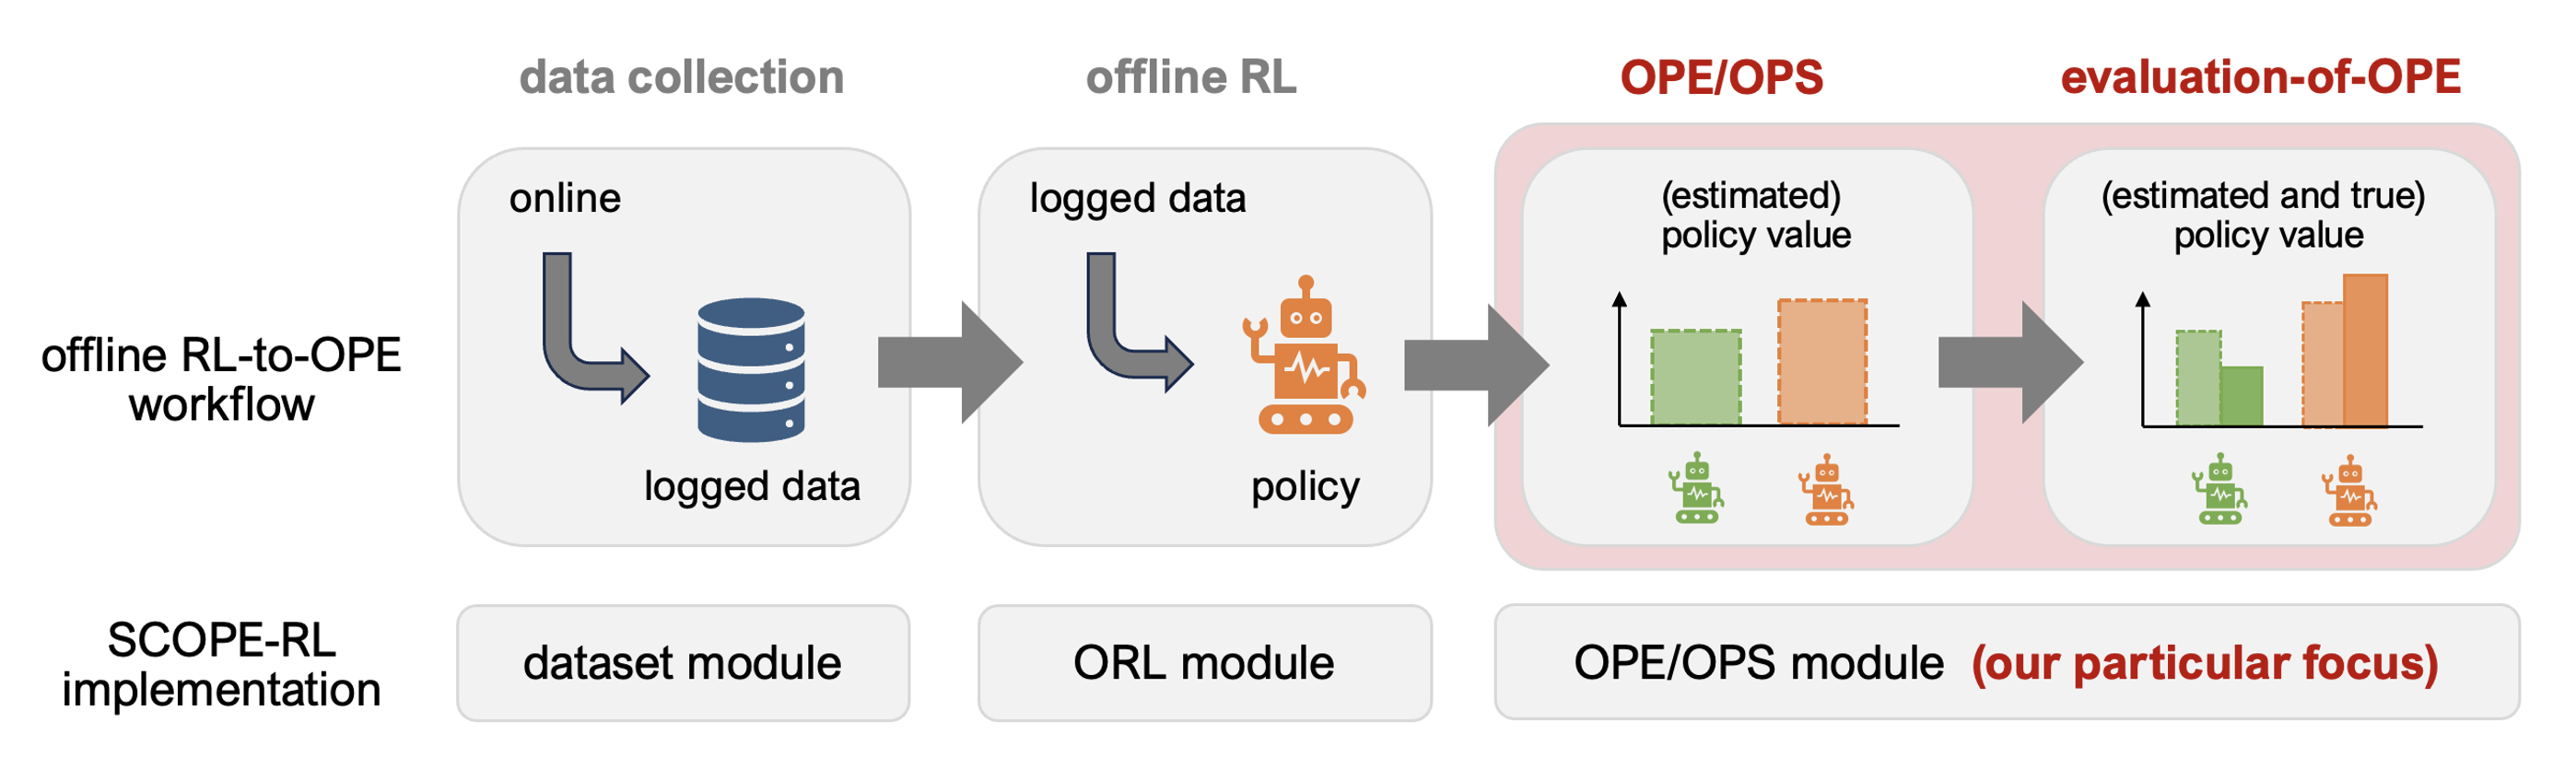 data collection
offline RL
OPE/OPS
evaluation-of-OPE
offline RL-to-OPE
workflow
online
logged data
logged data
policy
(estimated)
policy value
(estimated and true)
policy value
SCOPE-RL
implementation
dataset module
ORL module
OPE/OPS module (our particular focus)